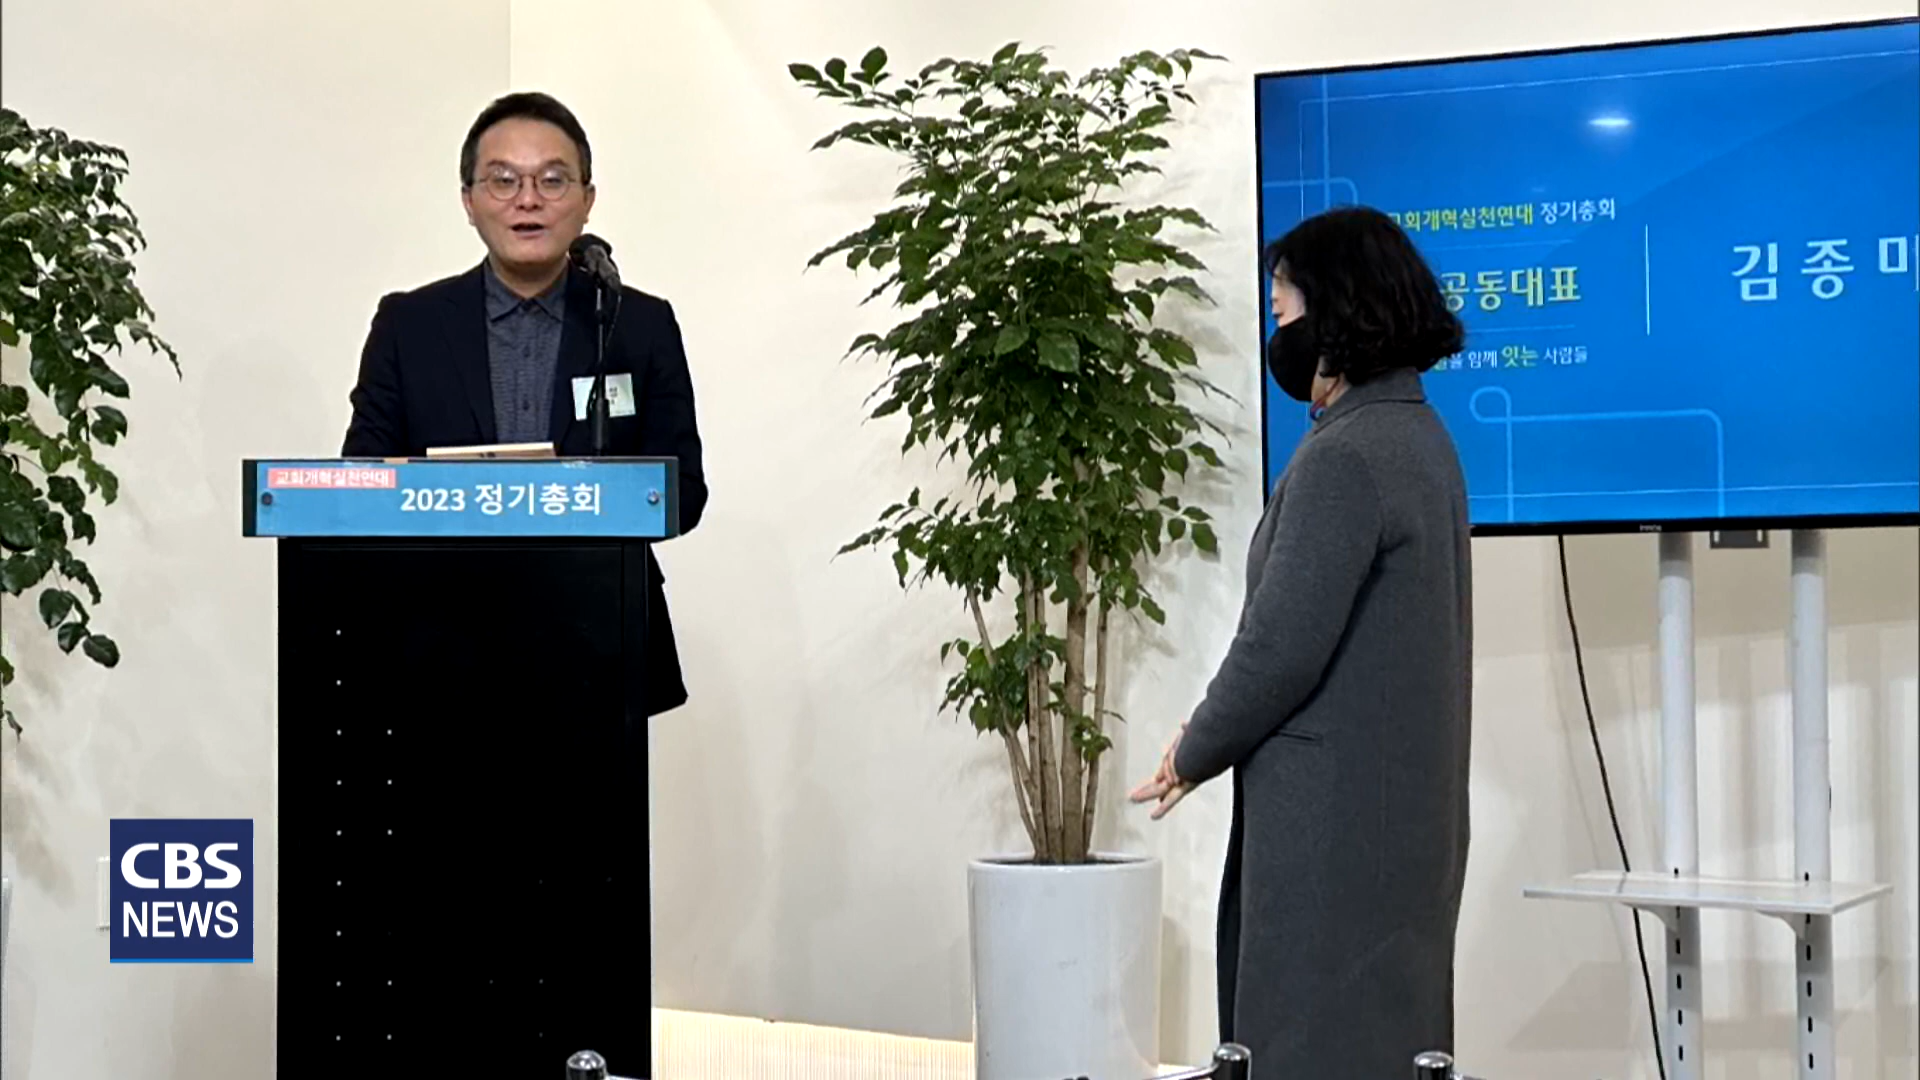 교회개혁실천연대 정기총회
공동대표
김종미
을 함께 잇는 사람들
교회개혁실천연대
2023 정기총회
CBS
NEWS